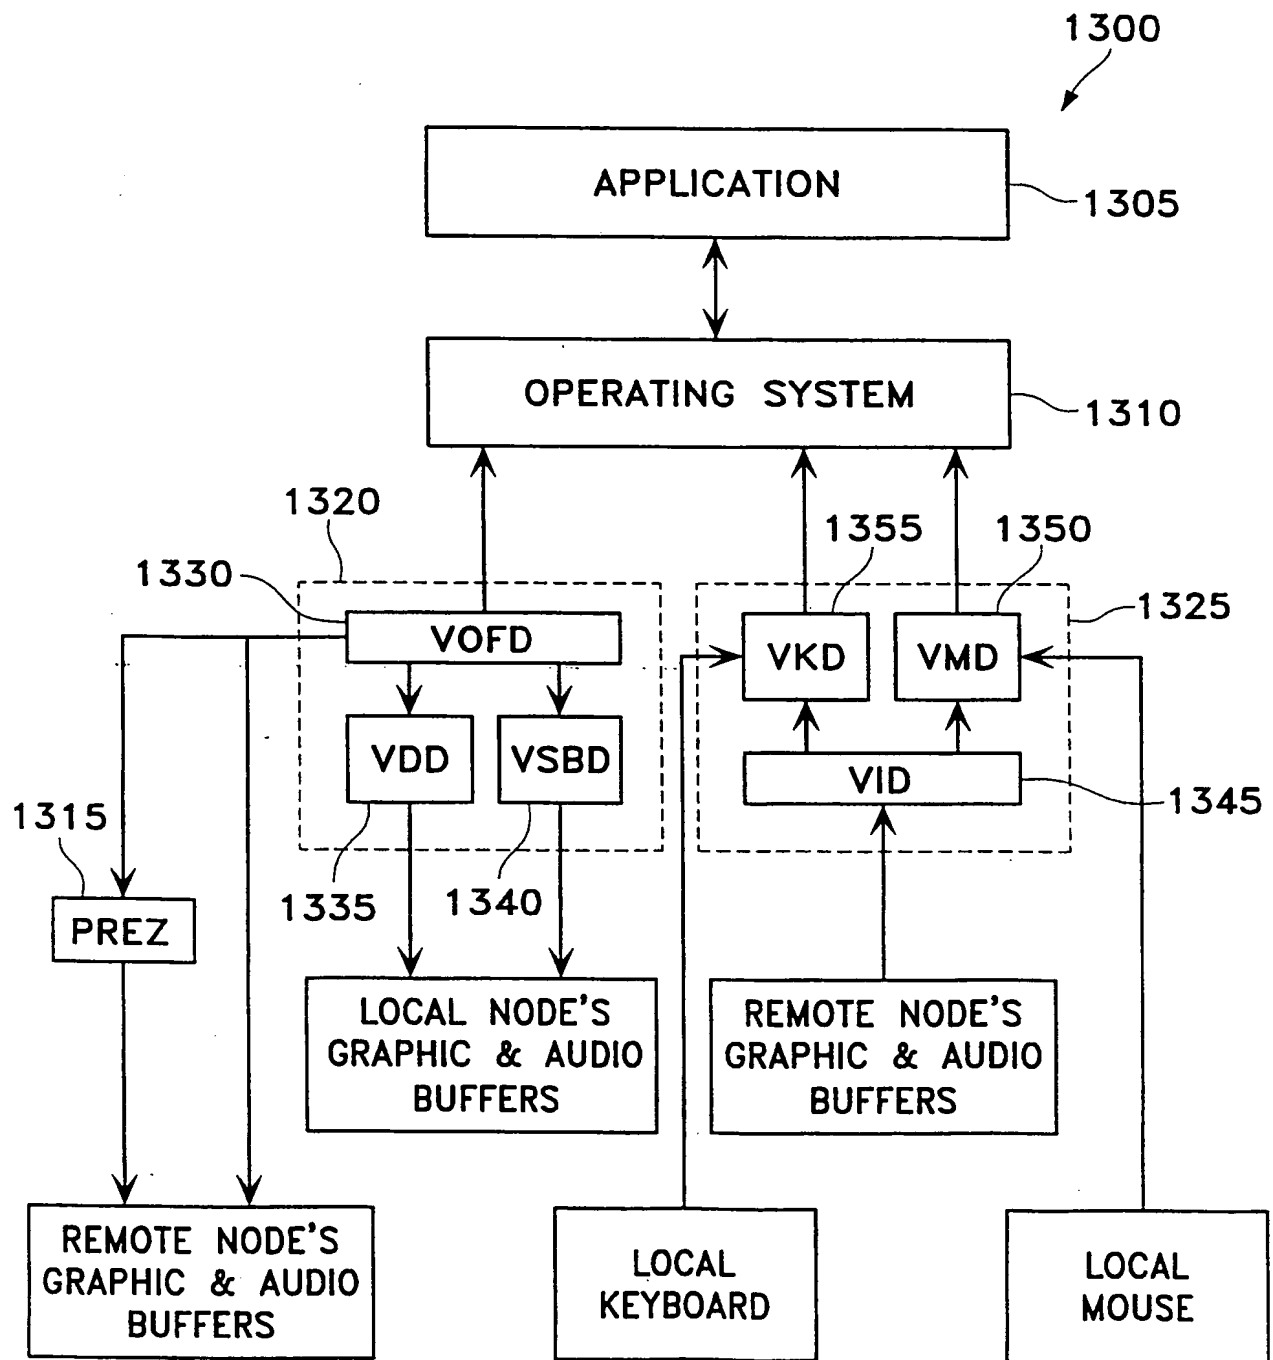 1300
APPLICATION
1305
OPERATING SYSTEM
1310
1320
1355
1350
1330
1325
VOFD
VKD
VMD
VDD
VSBD
VID
1345
1315
1335
1340
PREZ
LOCAL NODE'S
GRAPHIC & AUDIO
BUFFERS
REMOTE NODE'S
GRAPHIC & AUDIO
BUFFERS
REMOTE NODE'S
GRAPHIC & AUDIO
BUFFERS
LOCAL
KEYBOARD
LOCAL
MOUSE